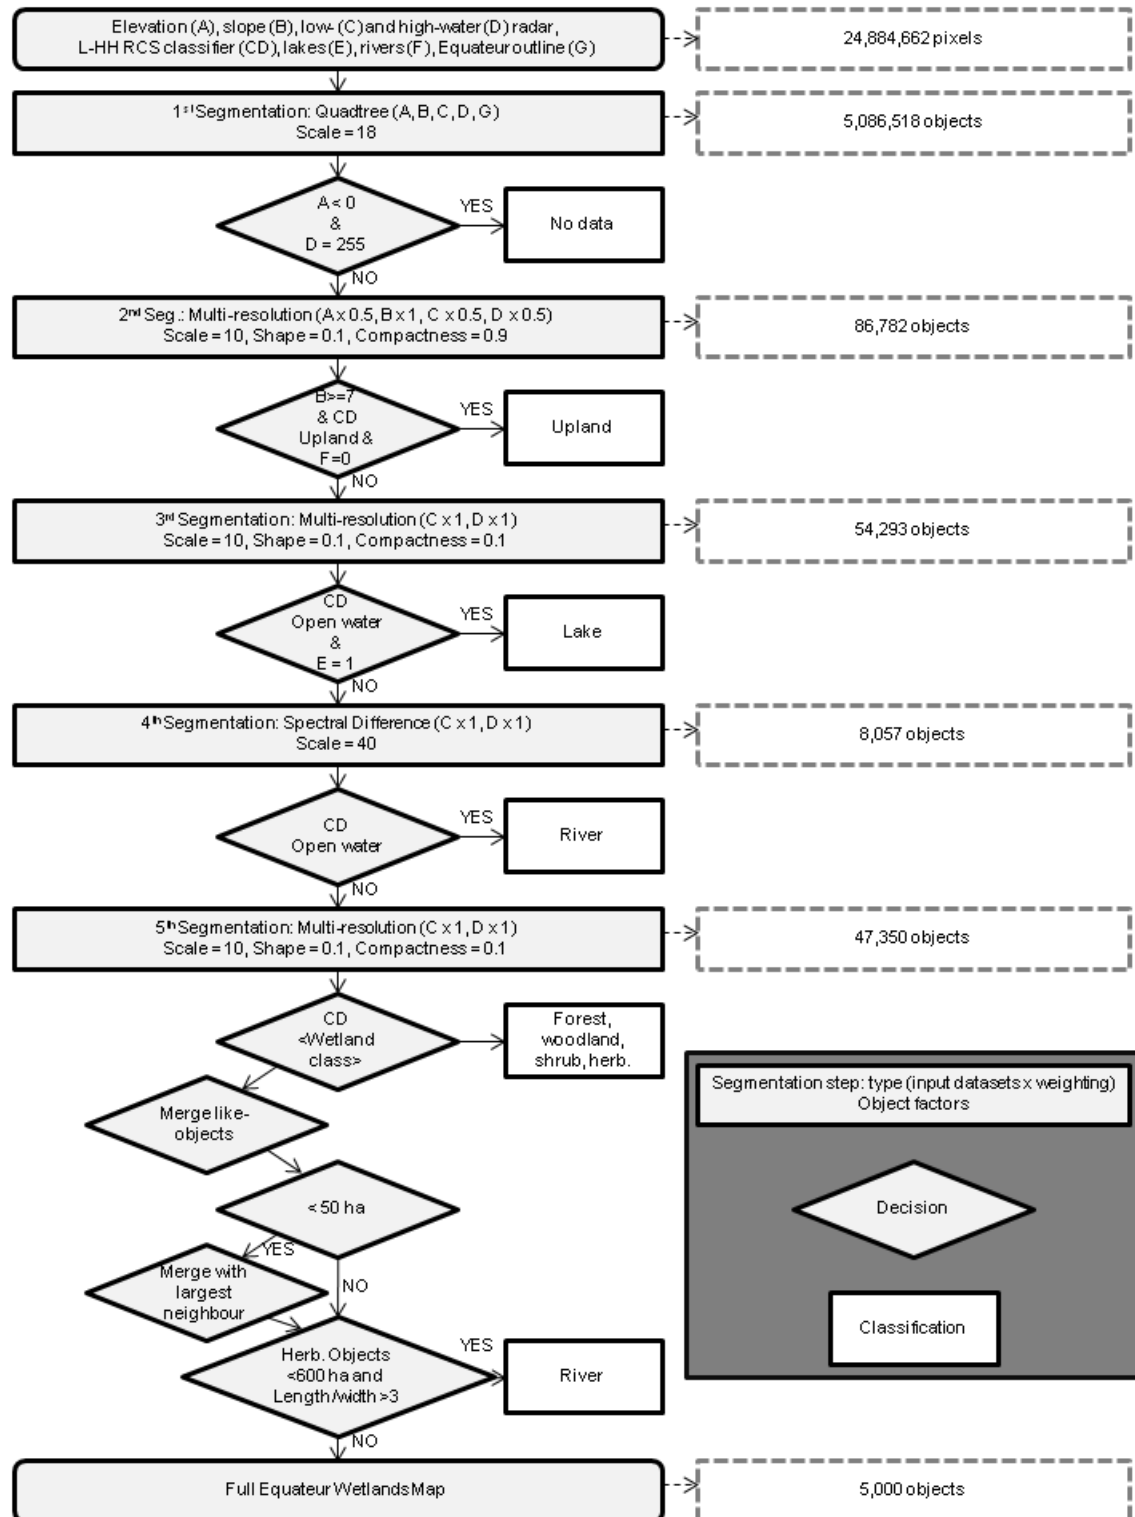 Elevation (A), slope (B), low- (C) and high-water (D) radar,
L-HH RCS classifier (CD), lakes (E), rivers (F), Equateur outline (G)
24,884,662 pixels
1st Segmentation: Quadtree (A, B, C, D, G)
Scale = 18
5,086,518 objects
A < 0
&
D = 255
YES
No data
NO
2nd Seg.: Multi-resolution (A x 0.5, B x 1, C x 0.5, D x 0.5)
Scale = 10, Shape = 0.1, Compactness = 0.9
86,782 objects
B>=7
& CD
Upland &
F=0
YES
Upland
NO
3rd Segmentation: Multi-resolution (C x 1, D x 1)
Scale = 10, Shape = 0.1, Compactness = 0.1
54,293 objects
CD
Open water
&
E = 1
YES
Lake
NO
4th Segmentation: Spectral Difference (C x 1, D x 1)
Scale = 40
8,057 objects
CD
Open water
YES
River
NO
5th Segmentation: Multi-resolution (C x 1, D x 1)
Scale = 10, Shape = 0.1, Compactness = 0.1
47,350 objects
CD
<Wetland
class>
Forest,
woodland,
shrub, herb.
Merge like-
objects
< 50 ha
YES
NO
Merge with
largest
neighbour
Herb. Objects
<600 ha and
Length/width >3
YES
River
NO
Full Equateur Wetlands Map
5,000 objects
Segmentation step: type (input datasets x weighting)
Object factors
Decision
Classification